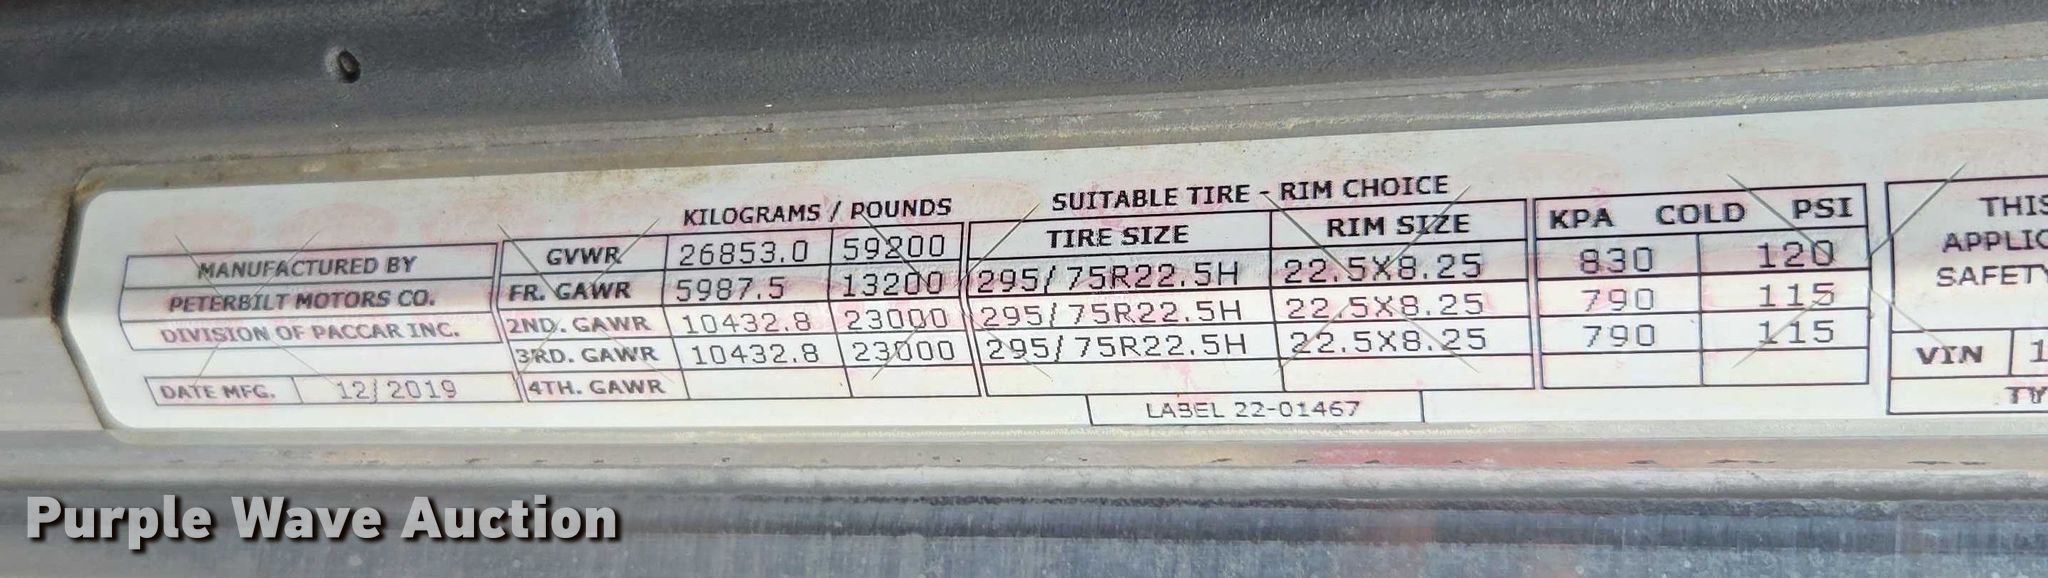 KILOGRAMS / POUNDS
SUITABLE TIRE - RIM CHOICE
MANUFACTURED BY
PETERBILT MOTORS CO.
DIVISION OF PACCAR INC.
DATE MFG. 12/2019
GVWR 26853.0 59200
FR. GAWR 5987.5 13200
2ND. GAWR 10432.8 23000
3RD. GAWR 10432.8 23000
4TH. GAWR
TIRE SIZE RIM SIZE
295/75R22.5H 22.5X8.25
295/75R22.5H 22.5X8.25
295/75R22.5H 22.5X8.25
KPA COLD PSI
830 120
790 115
790 115
LABEL 22-01467
THIS
APPLIC
SAFETY
VIN 1
TY
Purple Wave Auction